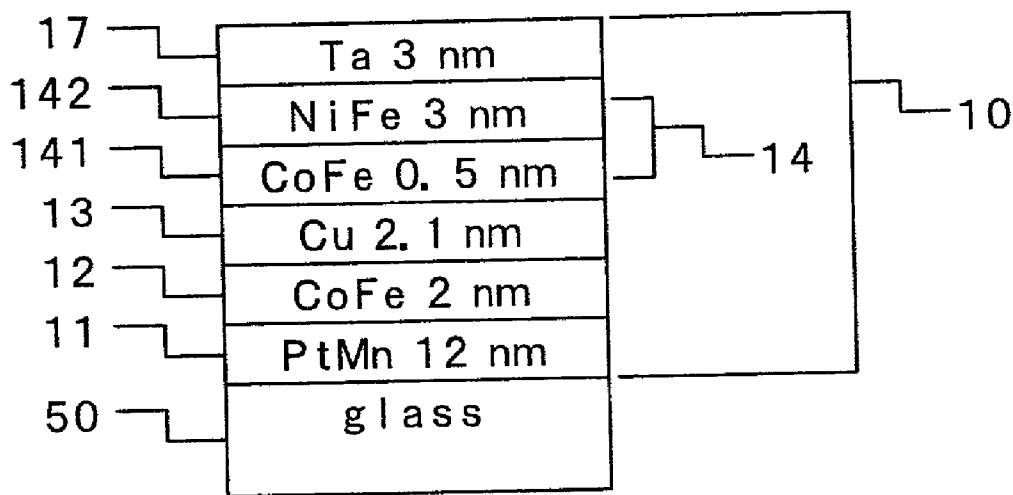 17 Ta 3 nm
142 NiFe 3 nm 10
141 CoFe 0.5 nm 14
13 Cu 2.1 nm
12 CoFe 2 nm
11 PtMn 12 nm
50 glass